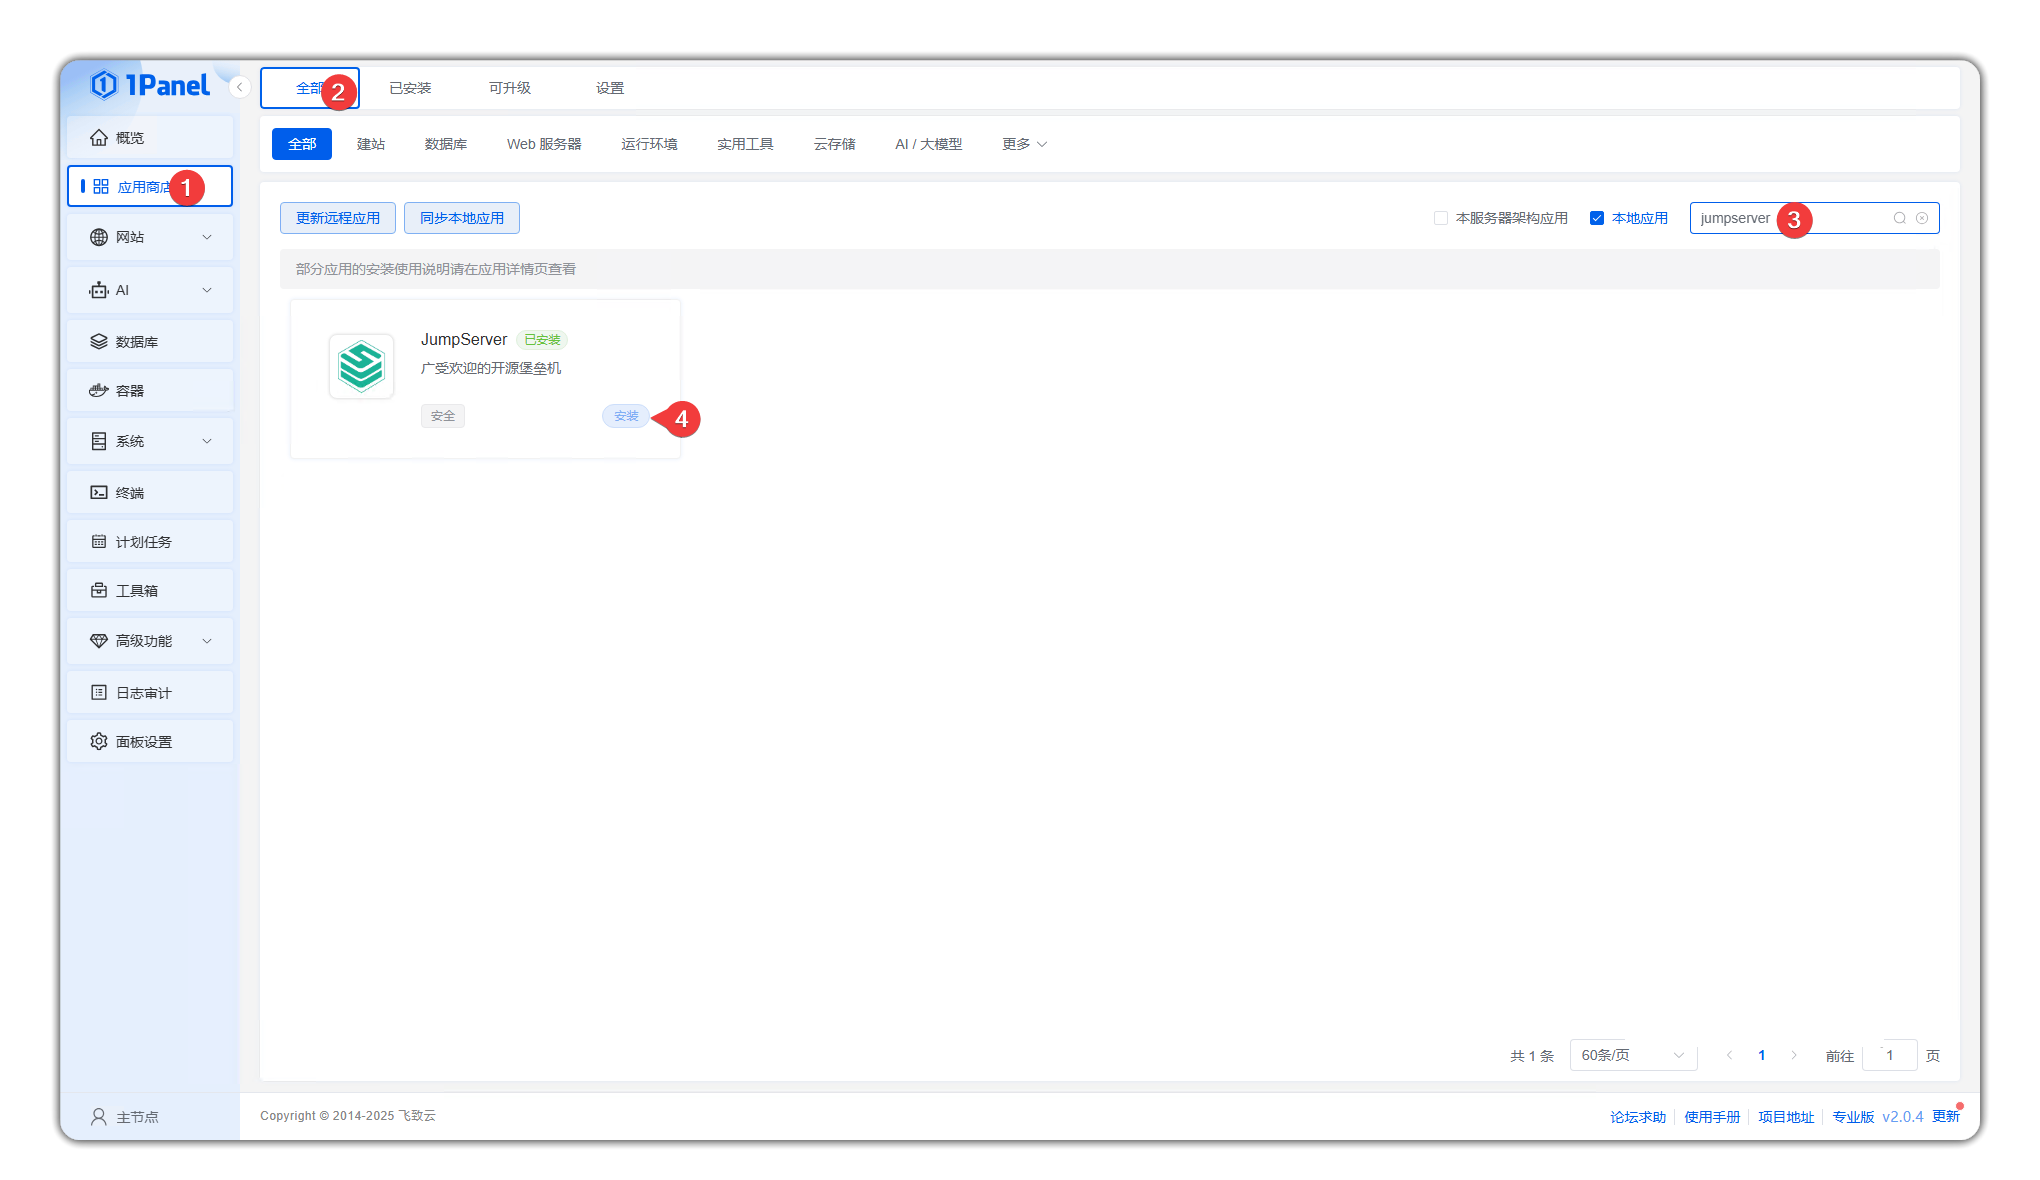 1Panel
概览
应用商店 1
网站
AI
数据库
容器
系统
终端
计划任务
工具箱
高级功能
日志审计
面板设置
主节点
全部 2 已安装 可升级 设置
全部 建站 数据库 Web 服务器 运行环境 实用工具 云存储 AI / 大模型 更多
更新远程应用 同步本地应用 本服务器架构应用 本地应用 jumpserver 3
部分应用的安装使用说明请在应用详情页查看
JumpServer 已安装
广受欢迎的开源堡垒机
安全 安装 4
共 1 条 60条/页 1 前往 1 页
Copyright © 2014-2025 飞致云 论坛求助 使用手册 项目地址 专业版 v2.0.4 更新